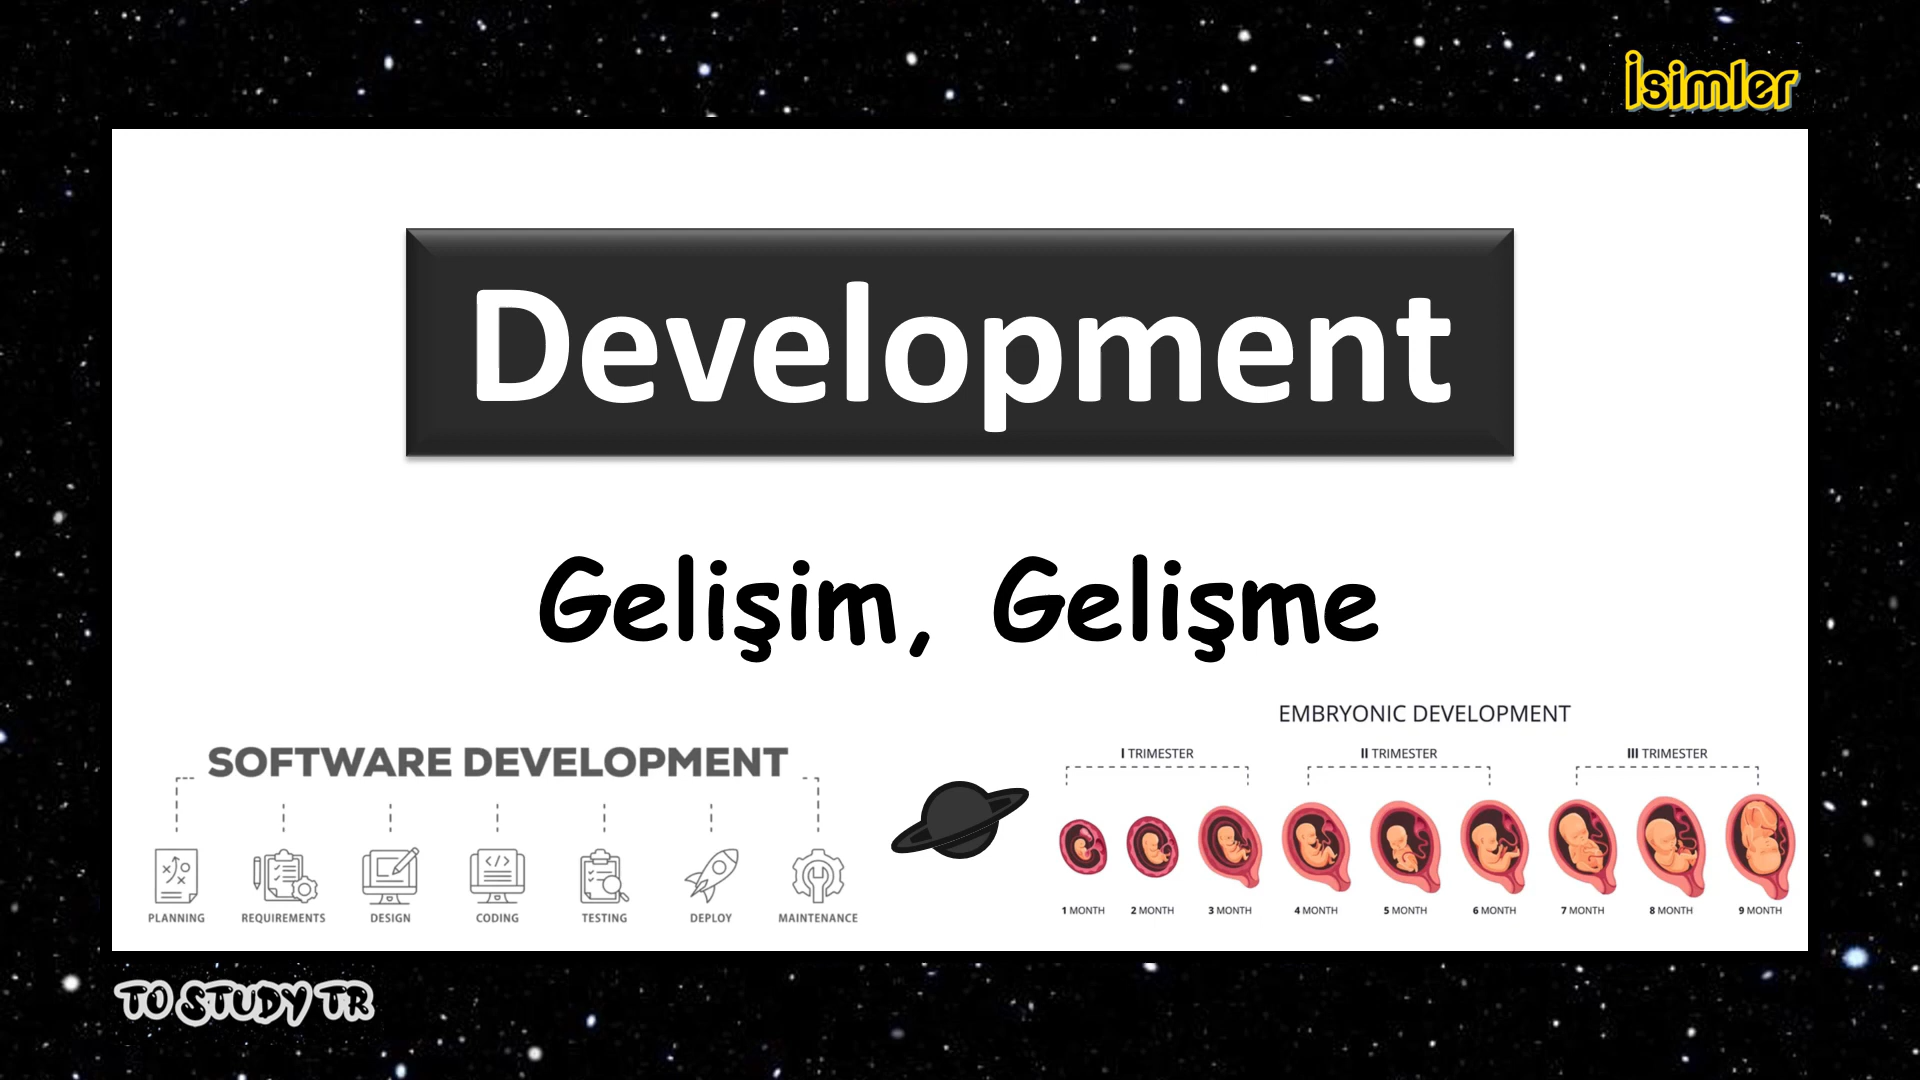 İsimler
Development
Gelişim, Gelişme
SOFTWARE DEVELOPMENT
PLANNING REQUIREMENTS DESIGN CODING TESTING DEPLOY MAINTENANCE
EMBRYONIC DEVELOPMENT
I TRIMESTER II TRIMESTER III TRIMESTER
1 MONTH 2 MONTH 3 MONTH 4 MONTH 5 MONTH 6 MONTH 7 MONTH 8 MONTH 9 MONTH
TO STUDY TR